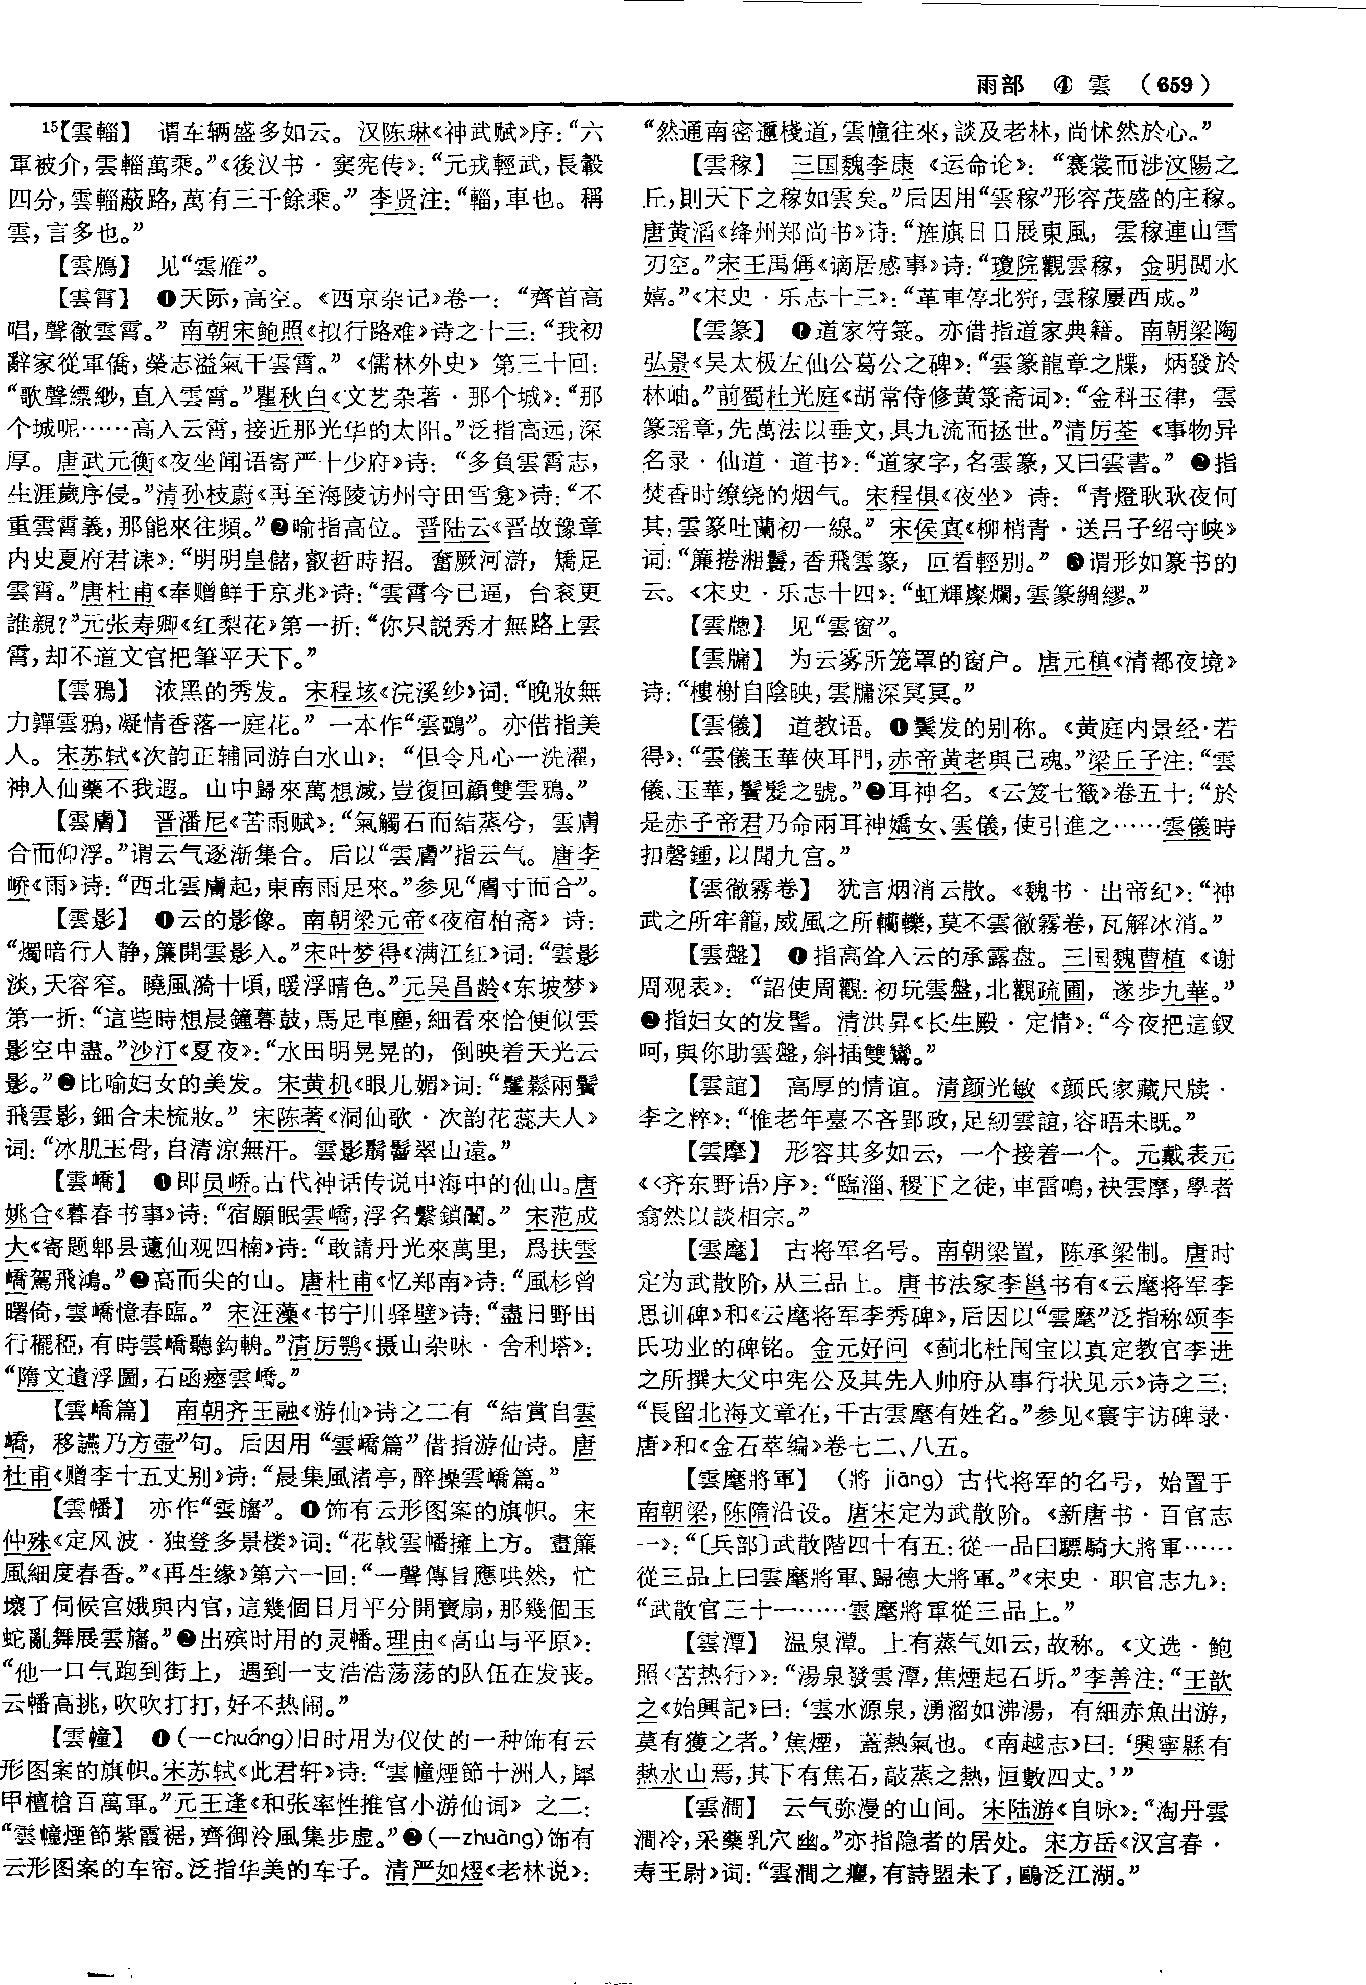 雨部 ④ 雲 （659）
15【雲輜】 谓车辆盛多如云。汉陈琳《神武赋》序：“六
軍被介，雲輜萬乘。”《後汉书·窦宪传》：“元戎輕武，長轂
四分，雲輜蔽路，萬有三千餘乘。” 李贤注：“輜，車也。稱
雲，言多也。”
【雲鴈】 见“雲雁”。
【雲霄】 ❶天际，高空。《西京杂记》卷一：“齊首高
唱，聲徹雲霄。” 南朝宋鲍照《拟行路难》诗之十三：“我初
辭家從軍僑，榮志溢氣干雲霄。”《儒林外史》第三十回：
“歌聲縹緲，直入雲霄。”瞿秋白《文艺杂著·那个城》：“那
个城呢……高入云霄，接近那光华的太阳。”泛指高远；深
厚。唐武元衡《夜坐闻语寄严十少府》诗：“多負雲霄志，
生涯歲序侵。”清孙枝蔚《再至海陵访州守田雪龛》诗：“不
重雲霄義，那能來往頻。”❷喻指高位。晋陆云《晋故豫章
内史夏府君诔》：“明明皇儲，叡哲時招。奮厥河滸，矯足
雲霄。”唐杜甫《奉赠鲜于京兆》诗：“雲霄今已逼，台衮更
誰親？”元张寿卿《红梨花》第一折：“你只説秀才無路上雲
霄，却不道文官把筆平天下。”
【雲鴉】 浓黑的秀发。宋程垓《浣溪纱》词：“晚妝無
力嚲雲鴉，凝情香落一庭花。” 一本作“雲鵶”。亦借指美
人。宋苏轼《次韵正辅同游白水山》：“但令凡心一洗濯，
神人仙藥不我遐。山中歸來萬想滅，豈復回顧雙雲鴉。”
【雲膚】 晋潘尼《苦雨赋》：“氣觸石而結蒸兮，雲膚
合而仰浮。”谓云气逐渐集合。后以“雲膚”指云气。唐李
峤《雨》诗：“西北雲膚起，東南雨足來。”参见“膚寸而合”。
【雲影】 ❶云的影像。南朝梁元帝《夜宿柏斋》诗：
“燭暗行人静，簾開雲影入。”宋叶梦得《满江红》词：“雲影
淡，天容窄。曉風漪十頃，暖浮晴色。”元吴昌龄《东坡梦》
第一折：“這些時想晨鐘暮鼓，馬足車塵，細看來恰便似雲
影空中盡。”沙汀《夏夜》：“水田明晃晃的，倒映着天光云
影。”❷比喻妇女的美发。宋黄机《眼儿媚》词：“鬔鬆兩鬢
飛雲影，鈿合未梳妝。” 宋陈著《洞仙歌·次韵花蕊夫人》
词：“冰肌玉骨，自清凉無汗。雲影鬅鬙翠山遠。”
【雲嶠】 ❶即员峤。古代神话传说中海中的仙山。唐
姚合《暮春书事》诗：“宿願眠雲嶠，浮名繫鎖闈。” 宋范成
大《寄题郫县蘧仙观四楠》诗：“敢請丹光來萬里，爲扶雲
嶠駕飛鴻。”❷高而尖的山。唐杜甫《忆郑南》诗：“風杉曾
曙倚，雲嶠憶春臨。” 宋汪藻《书宁川驿壁》诗：“盡日野田
行䆉稏，有時雲嶠聽鈎輈。”清厉鹗《摄山杂咏·舍利塔》：
“隋文遺浮圖，石函瘞雲嶠。”
【雲嶠篇】 南朝齐王融《游仙》诗之二有“結賞自雲
嶠，移讌乃方壺”句。后因用“雲嶠篇”借指游仙诗。唐
杜甫《赠李十五丈别》诗：“晨集風渚亭，醉操雲嶠篇。”
【雲幡】 亦作“雲旛”。❶饰有云形图案的旗帜。宋
仲殊《定风波·独登多景楼》词：“花戟雲幡擁上方。畫簾
風細度春香。”《再生缘》第六一回：“一聲傳旨應哄然，忙
壞了伺候宫娥與内官，這幾個日月平分開寶扇，那幾個玉
蛇亂舞展雲旛。”❷出殡时用的灵幡。理由《高山与平原》：
“他一口气跑到街上，遇到一支浩浩荡荡的队伍在发丧。
云幡高挑，吹吹打打，好不热闹。”
【雲幢】 ❶(—chuáng)旧时用为仪仗的一种饰有云
形图案的旗帜。宋苏轼《此君轩》诗：“雲幢煙節十洲人，犀
甲檀槍百萬軍。”元王逢《和张率性推官小游仙词》之二：
“雲幢煙節紫霞裾，齊御泠風集步虚。”❷(—zhuàng)饰有
云形图案的车帘。泛指华美的车子。清严如煜《老林说》：
“然通南密邇棧道，雲幢往來，談及老林，尚怵然於心。”
【雲稼】 三国魏李康《运命论》：“褰裳而涉汶陽之
丘，則天下之稼如雲矣。”后因用“雲稼”形容茂盛的庄稼。
唐黄滔《绛州郑尚书》诗：“旌旗日日展東風，雲稼連山雪
刃空。”宋王禹偁《谪居感事》诗：“瓊院觀雲稼，金明閲水
嬉。”《宋史·乐志十三》：“革車停北狩，雲稼屢西成。”
【雲篆】 ❶道家符箓。亦借指道家典籍。南朝梁陶
弘景《吴太极左仙公葛公之碑》：“雲篆龍章之牒，炳發於
林岫。”前蜀杜光庭《胡常侍修黄箓斋词》：“金科玉律，雲
篆瑶章，先萬法以垂文，具九流而拯世。”清厉荃《事物异
名录·仙道·道书》：“道家字，名雲篆，又曰雲書。” ❷指
焚香时缭绕的烟气。宋程俱《夜坐》诗：“青燈耿耿夜何
其，雲篆吐蘭初一線。” 宋侯寘《柳梢青·送吕子绍守峡》
词：“簾捲湘鬟，香飛雲篆，叵看輕别。” ❸谓形如篆书的
云。《宋史·乐志十四》：“虹輝燦爛，雲篆綢繆。”
【雲牎】 见“雲窗”。
【雲牖】 为云雾所笼罩的窗户。唐元稹《清都夜境》
诗：“樓榭自陰映，雲牖深冥冥。”
【雲儀】 道教语。❶鬓发的别称。《黄庭内景经·若
得》：“雲儀玉華俠耳門，赤帝黄老與己魂。”梁丘子注：“雲
儀、玉華，鬢髮之號。”❷耳神名。《云笈七籤》卷五十：“於
是赤子帝君乃命兩耳神嬌女、雲儀，使引進之……雲儀時
扣磬鍾，以聞九宫。”
【雲徹霧卷】 犹言烟消云散。《魏书·出帝纪》：“神
武之所牢籠，威風之所轥轢，莫不雲徹霧卷，瓦解冰消。”
【雲盤】 ❶指高耸入云的承露盘。三国魏曹植《谢
周观表》：“詔使周觀：初玩雲盤，北觀疏圃，遂步九華。”
❷指妇女的发髻。清洪昇《长生殿·定情》：“今夜把這釵
呵，與你助雲盤，斜插雙鸞。”
【雲誼】 高厚的情谊。清颜光敏《颜氏家藏尺牍·
李之粹》：“惟老年臺不吝郢政，足紉雲誼，容晤未既。”
【雲摩】 形容其多如云，一个接着一个。元戴表元
《〈齐东野语〉序》：“臨淄、稷下之徒，車雷鳴，袂雲摩，學者
翕然以談相宗。”
【雲麾】 古将军名号。南朝梁置，陈承梁制。唐时
定为武散阶，从三品上。唐书法家李邕书有《云麾将军李
思训碑》和《云麾将军李秀碑》，后因以“雲麾”泛指称颂李
氏功业的碑铭。金元好问《蓟北杜国宝以真定教官李进
之所撰大父中宪公及其先人帅府从事行状见示》诗之三：
“長留北海文章在，千古雲麾有姓名。”参见《寰宇访碑录·
唐》和《金石萃编》卷七二、八五。
【雲麾將軍】 （將 jiāng）古代将军的名号，始置于
南朝梁，陈隋沿设。唐宋定为武散阶。《新唐书·百官志
一》：“〔兵部〕武散階四十有五：從一品曰驃騎大將軍……
從三品上曰雲麾將軍、歸德大將軍。”《宋史·职官志九》：
“武散官三十一……雲麾將軍從三品上。”
【雲潭】 温泉潭。上有蒸气如云，故称。《文选·鲍
照〈苦热行〉》：“湯泉發雲潭，焦煙起石圻。”李善注：“王歆
之《始興記》曰：‘雲水源泉，湧溜如沸湯，有細赤魚出游，
莫有獲之者。’焦煙，蓋熱氣也。《南越志》曰：‘興寧縣有
熱水山焉，其下有焦石，歊蒸之熱，恒數四丈。’”
【雲澗】 云气弥漫的山间。宋陆游《自咏》：“淘丹雲
澗冷，采藥乳穴幽。”亦指隐者的居处。宋方岳《汉宫春·
寿王尉》词：“雲澗之癯，有詩盟未了，鷗泛江湖。”